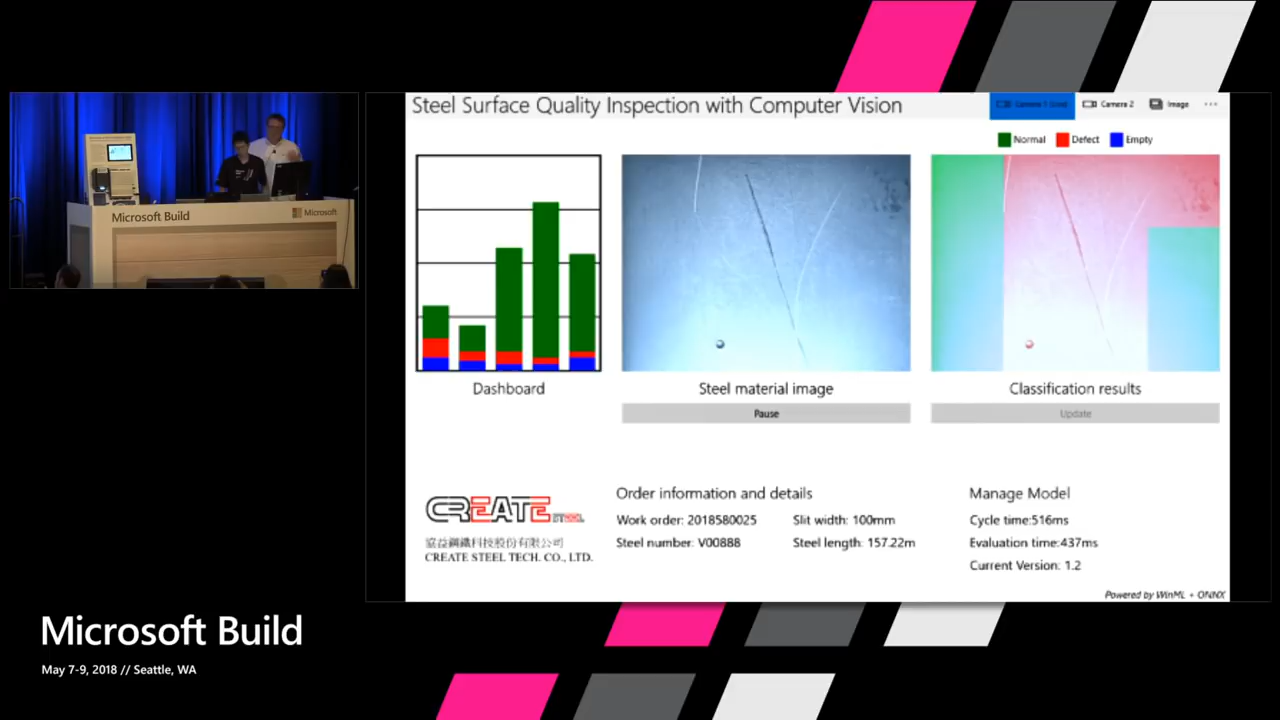 Steel Surface Quality Inspection with Computer Vision
Camera 2
Image
Normal
Defect
Empty
Microsoft Build
Microsoft
Dashboard
Steel material image
Classification results
Pause
Update
CREATE STEEL
協益鋼鐵科技股份有限公司
CREATE STEEL TECH. CO., LTD.
Order information and details
Work order: 2018580025
Slit width: 100mm
Steel number: V00888
Steel length: 157.22m
Manage Model
Cycle time:516ms
Evaluation time:437ms
Current Version: 1.2
Powered by WinML + ONNX
Microsoft Build
May 7-9, 2018 // Seattle, WA